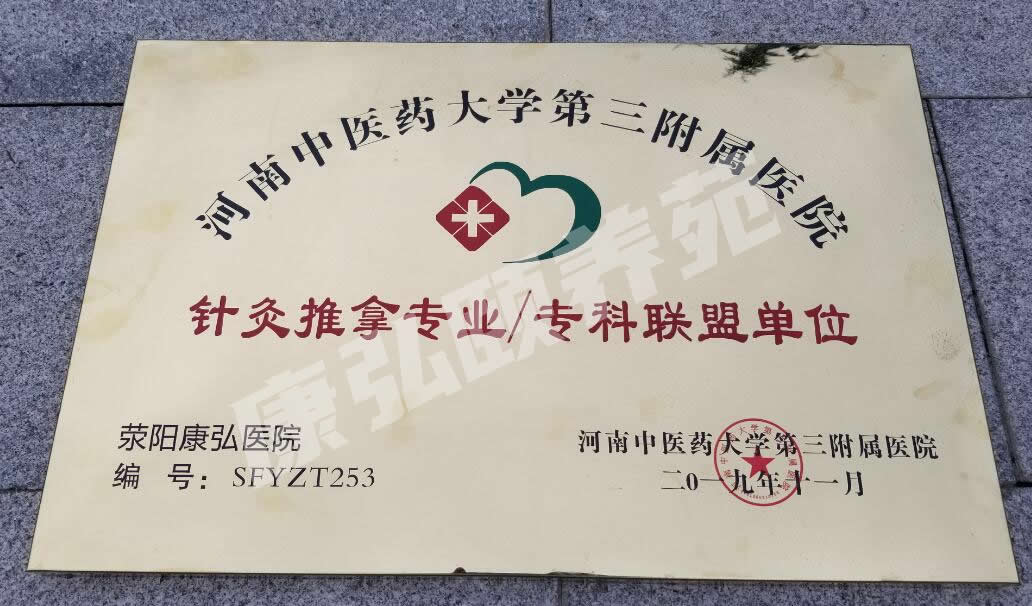 河南中医药大学第三附属医院
针灸推拿专业/专科联盟单位
荥阳康弘医院
编 号：SFYZT253
河南中医药大学第三附属医院
二0一九年十一月
康弘颐养苑